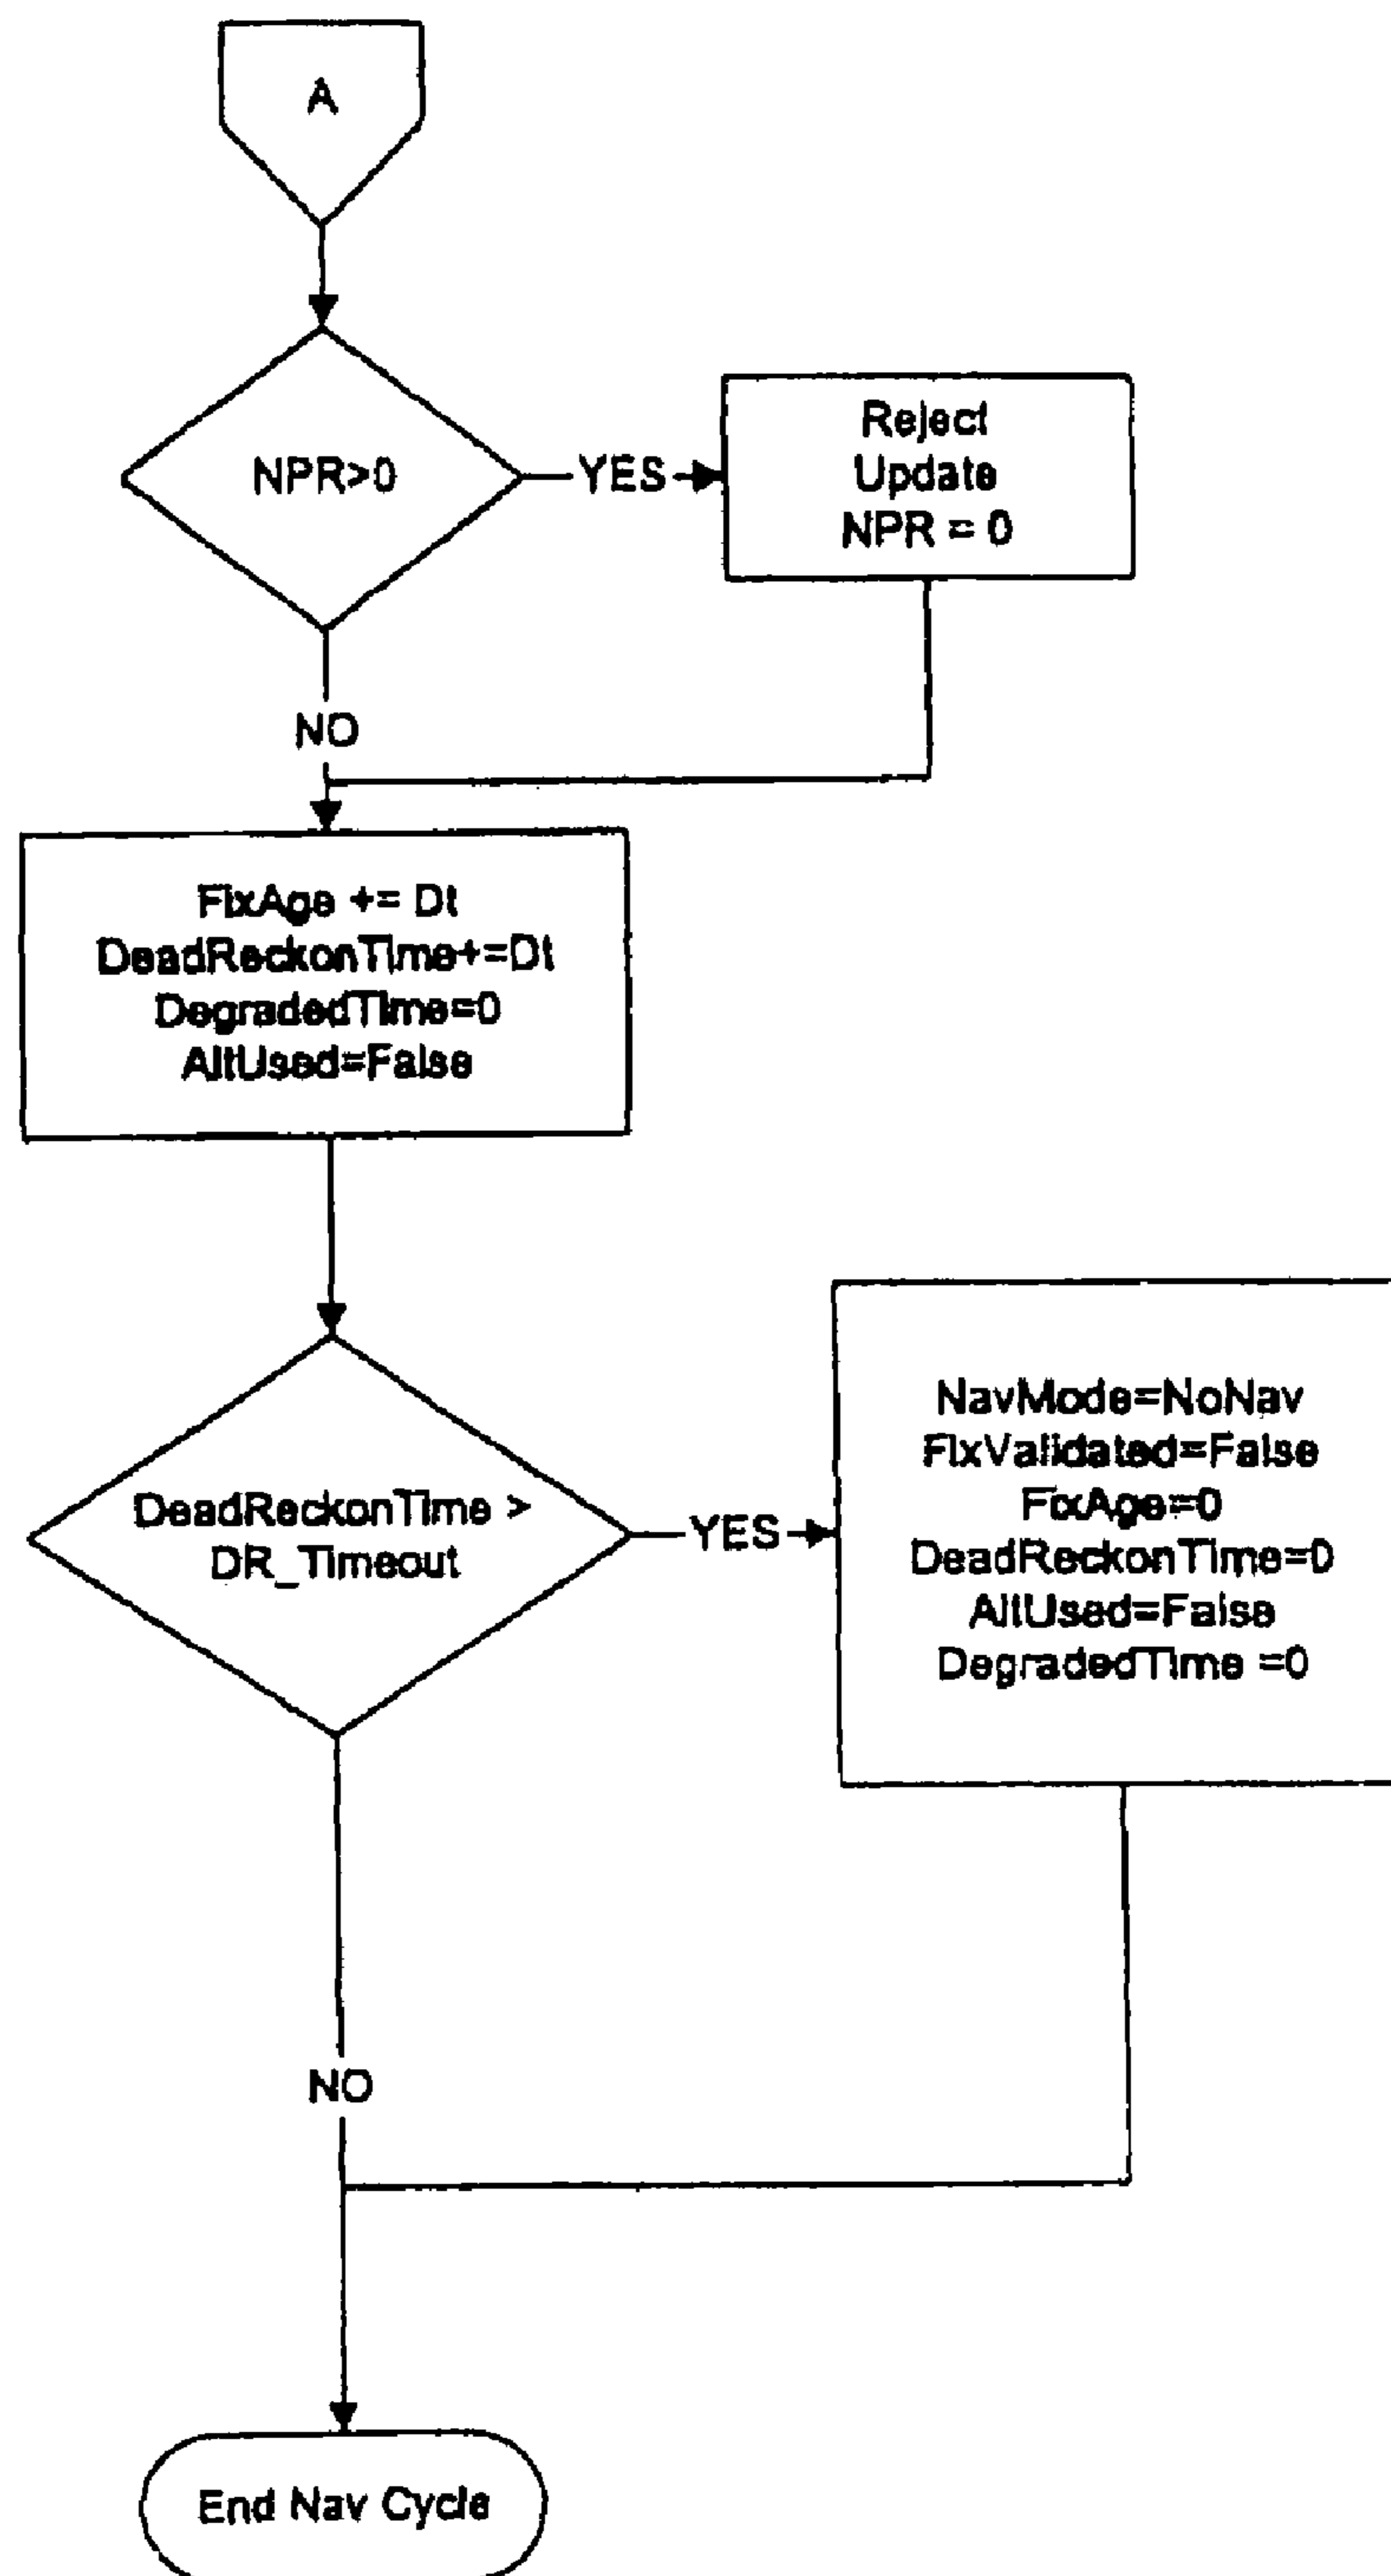 A
NPR>0
YES
Reject
Update
NPR = 0
NO
FixAge += Dt
DeadReckonTime+=Dt
DegradedTime=0
AltUsed=False
DeadReckonTime >
DR_Timeout
YES
NavMode=NoNav
FixValidated=False
FixAge=0
DeadReckonTime=0
AltUsed=False
DegradedTime =0
NO
End Nav Cycle